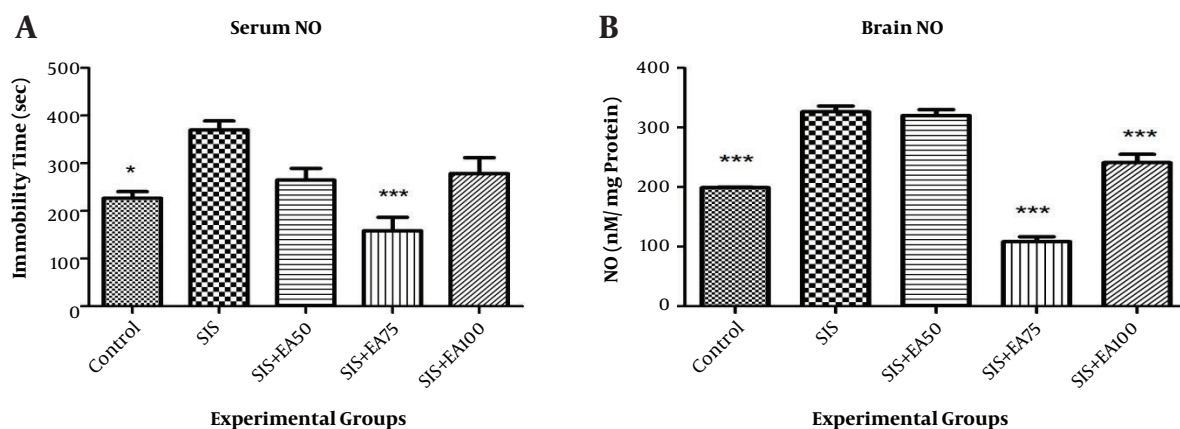 A
Serum NO
Immobility Time (sec)
500
400
300
200
100
0
*
***
Control
SIS
SIS+EA50
SIS+EA75
SIS+EA100
Experimental Groups
B
Brain NO
NO (nM/ mg Protein)
400
300
200
100
0
***
***
***
Control
SIS
SIS+EA50
SIS+EA75
SIS+EA100
Experimental Groups